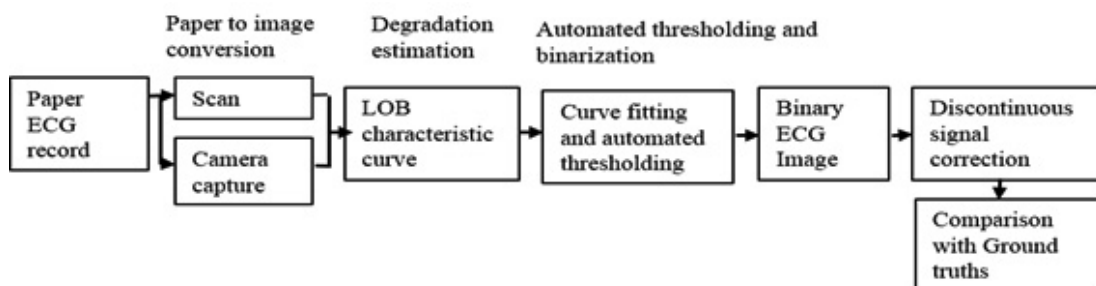 Paper to image
conversion
Degradation
estimation
Automated thresholding and
binarization
Paper
ECG
record
Scan
Camera
capture
LOB
characteristic
curve
Curve fitting
and automated
thresholding
Binary
ECG
Image
Discontinuous
signal
correction
Comparison
with Ground
truths